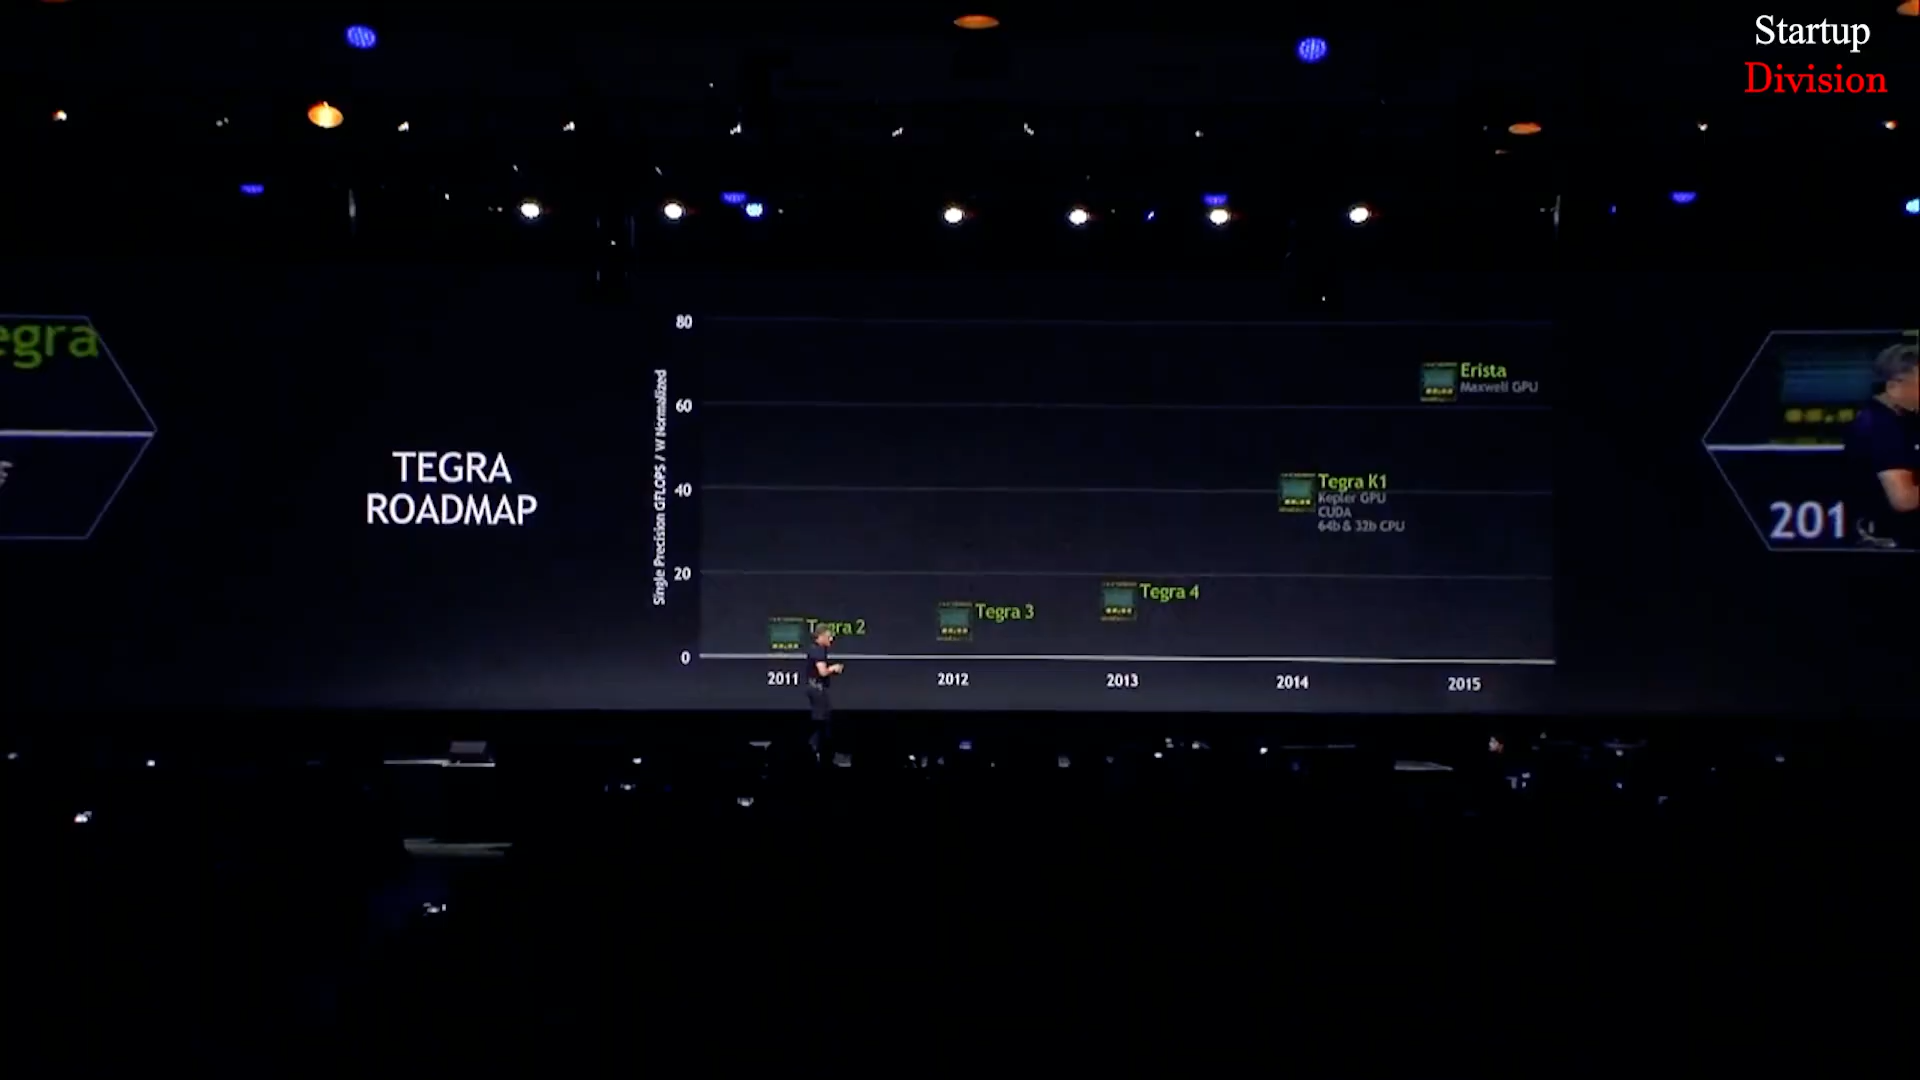 Startup
Division
egra
TEGRA
ROADMAP
Single Precision GFLOPS / W Normalized
80
60
40
20
0
Erista
Maxwell GPU
Tegra K1
Kepler GPU
CUDA
64b & 32b CPU
Tegra 4
Tegra 3
Tegra 2
2011
2012
2013
2014
2015
201